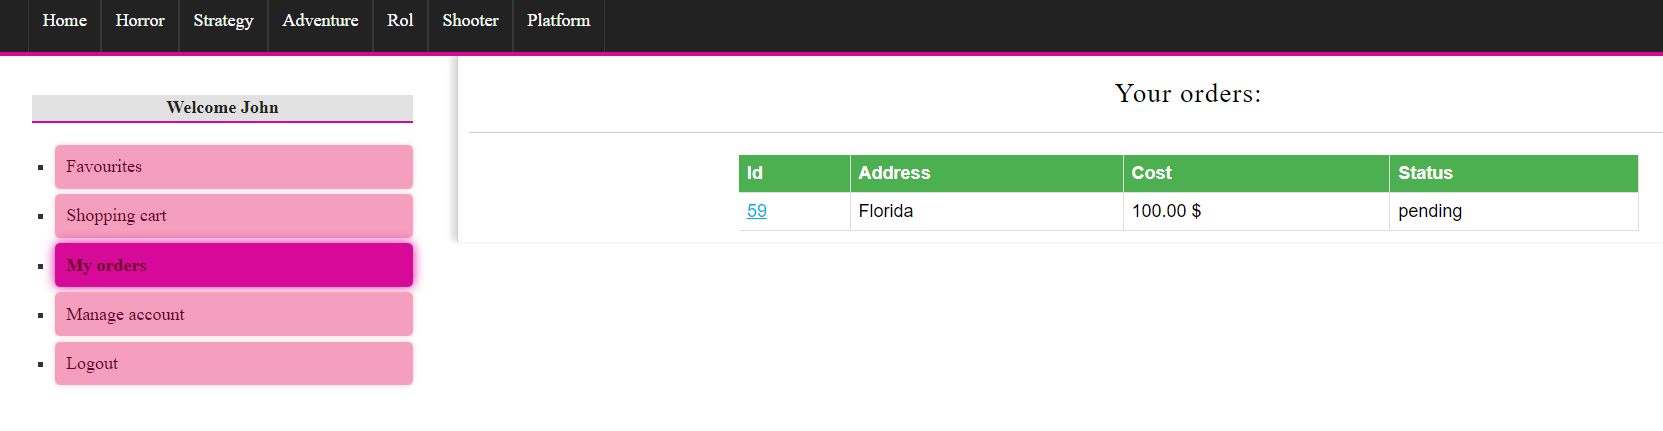 Home Horror Strategy Adventure Rol Shooter Platform
Welcome John
Favourites
Shopping cart
My orders
Manage account
Logout
Your orders:
Id Address Cost Status
59 Florida 100.00 $ pending